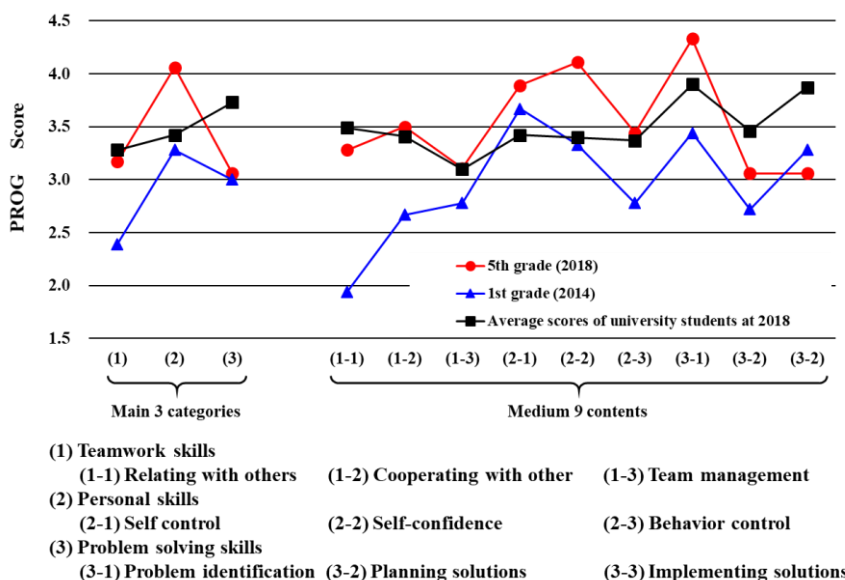 4.5
4.0
3.5
3.0
2.5
2.0
1.5
PROG Score
5th grade (2018)
1st grade (2014)
Average scores of university students at 2018
(1) (2) (3) (1-1) (1-2) (1-3) (2-1) (2-2) (2-3) (3-1) (3-2) (3-2)
Main 3 categories Medium 9 contents
(1) Teamwork skills
(1-1) Relating with others (1-2) Cooperating with other (1-3) Team management
(2) Personal skills
(2-1) Self control (2-2) Self-confidence (2-3) Behavior control
(3) Problem solving skills
(3-1) Problem identification (3-2) Planning solutions (3-3) Implementing solutions